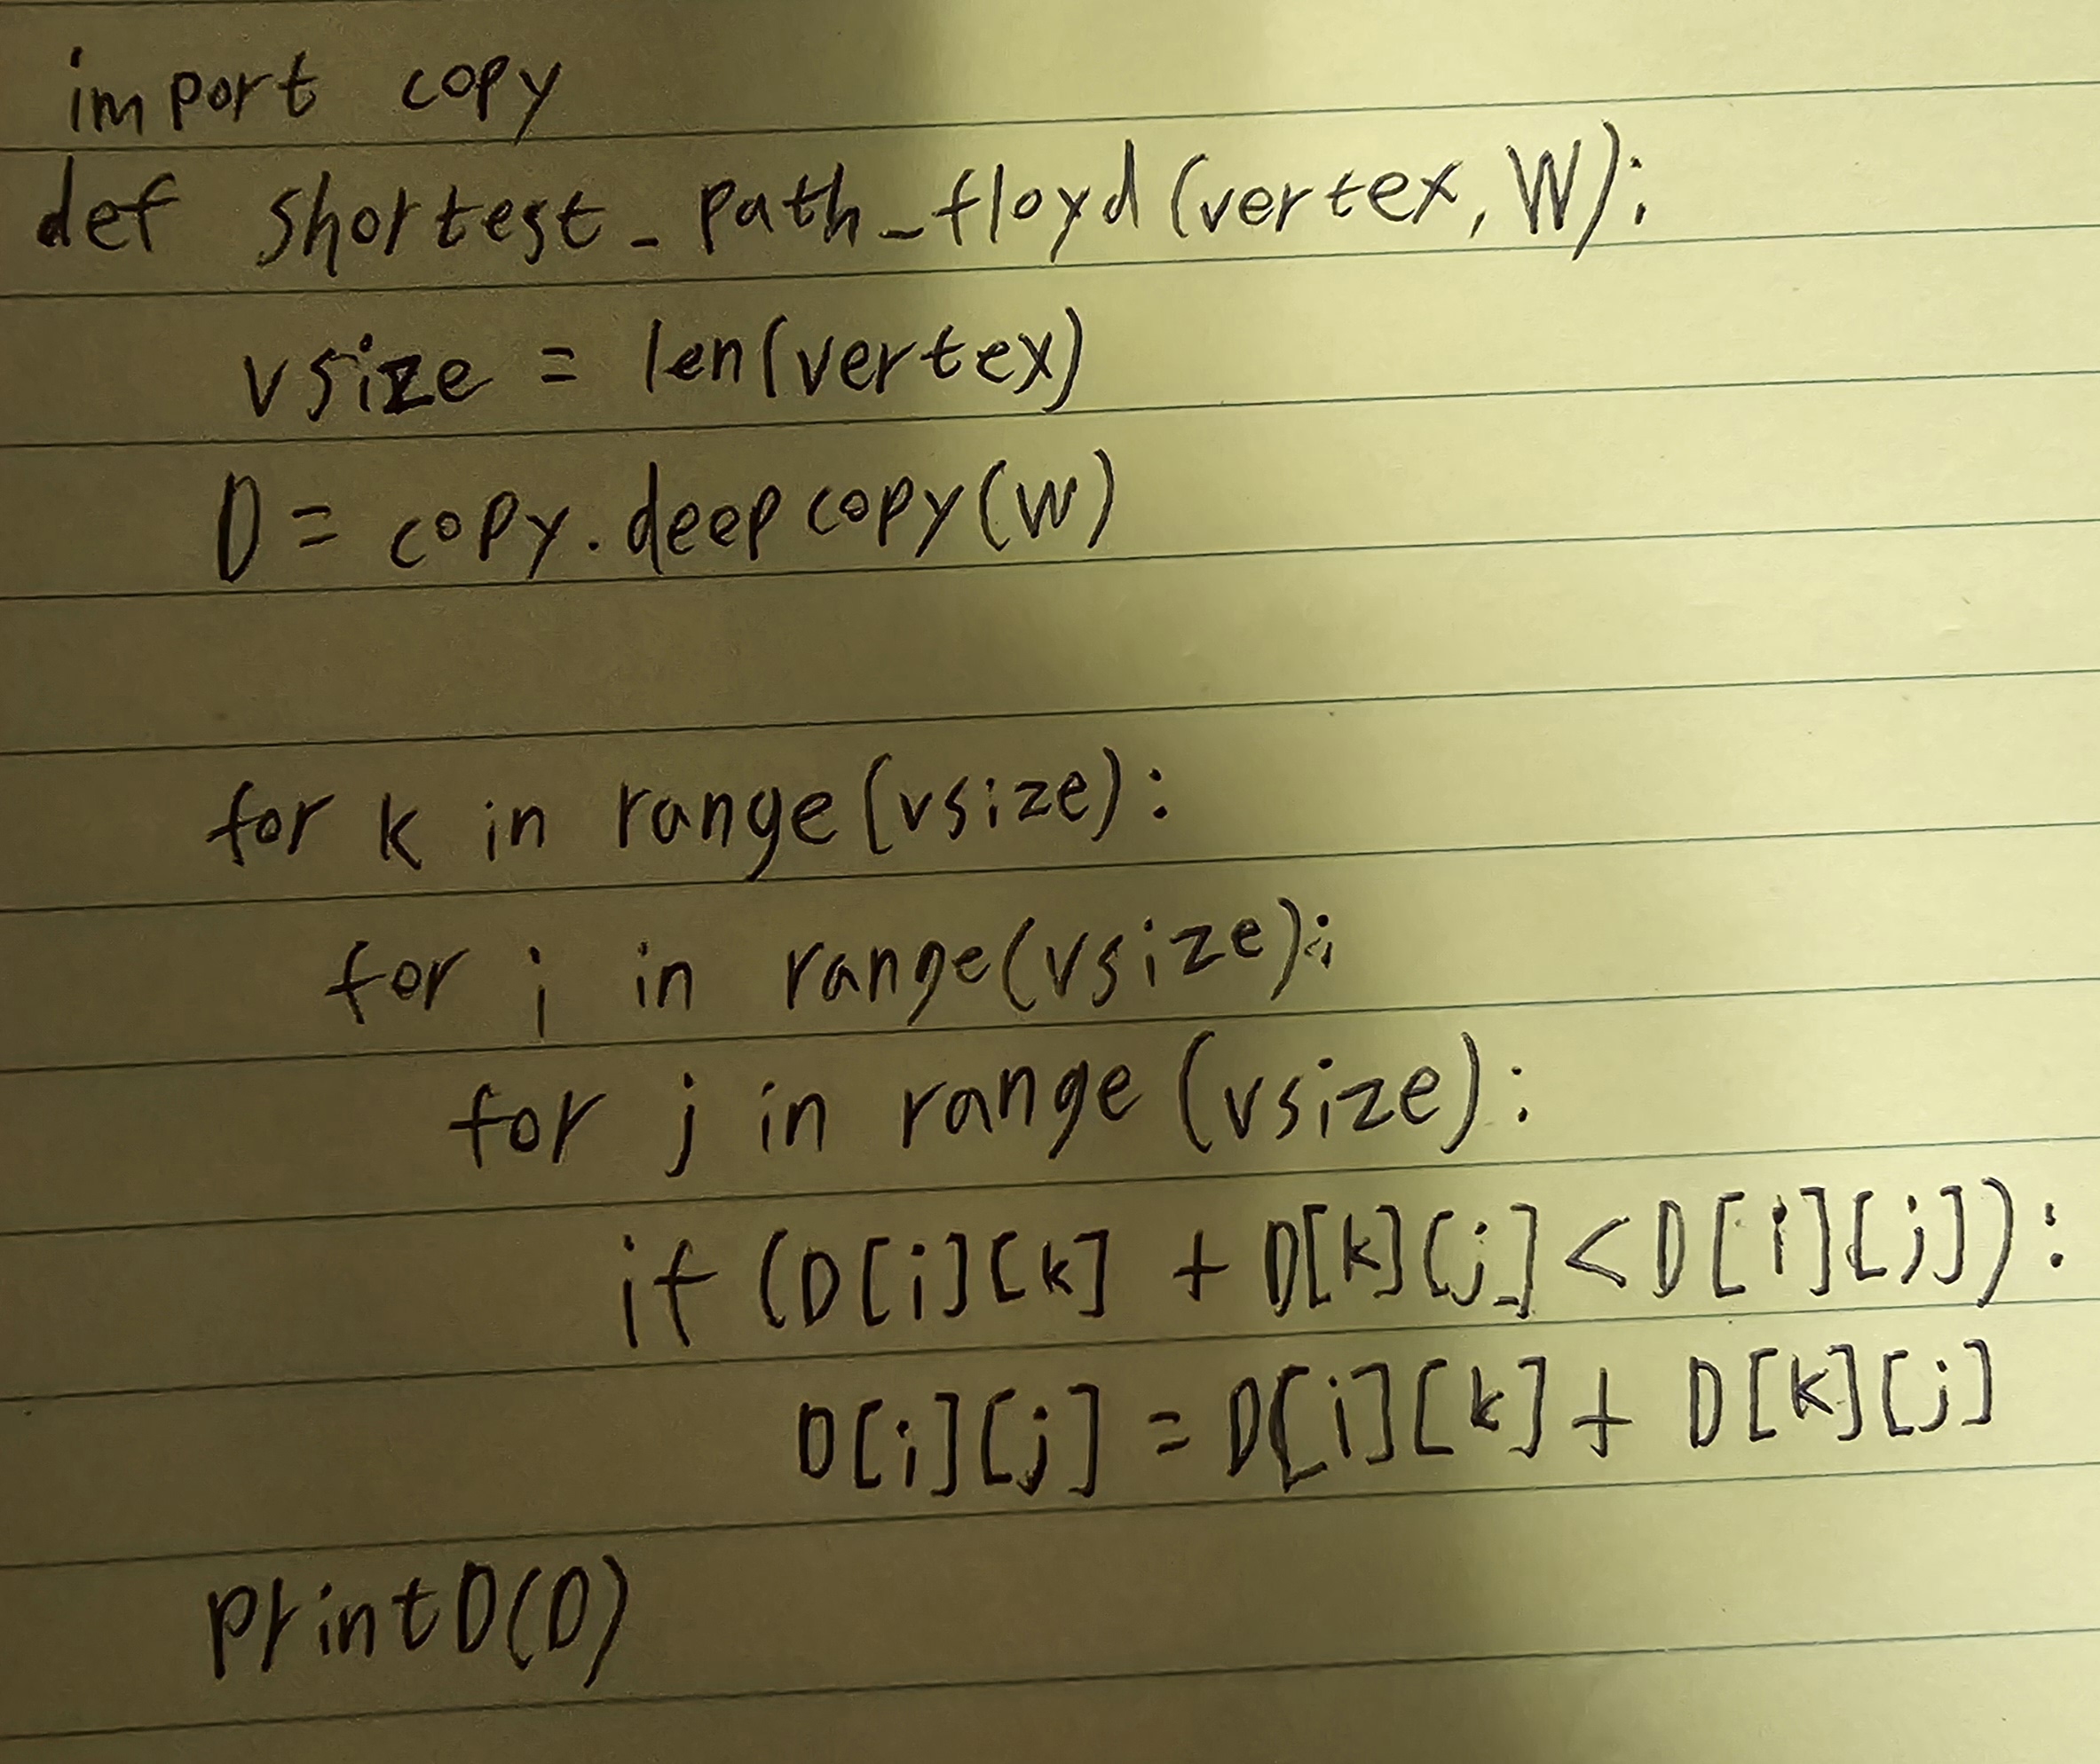 import copy
def shortest_path_floyd(vertex, W):
vsize = len(vertex)
D = copy.deepcopy(W)
for k in range(vsize):
for i in range(vsize):
for j in range(vsize):
if (D[i][k] + D[k][j] < D[i][j]):
D[i][j] = D[i][k] + D[k][j]
printD(D)